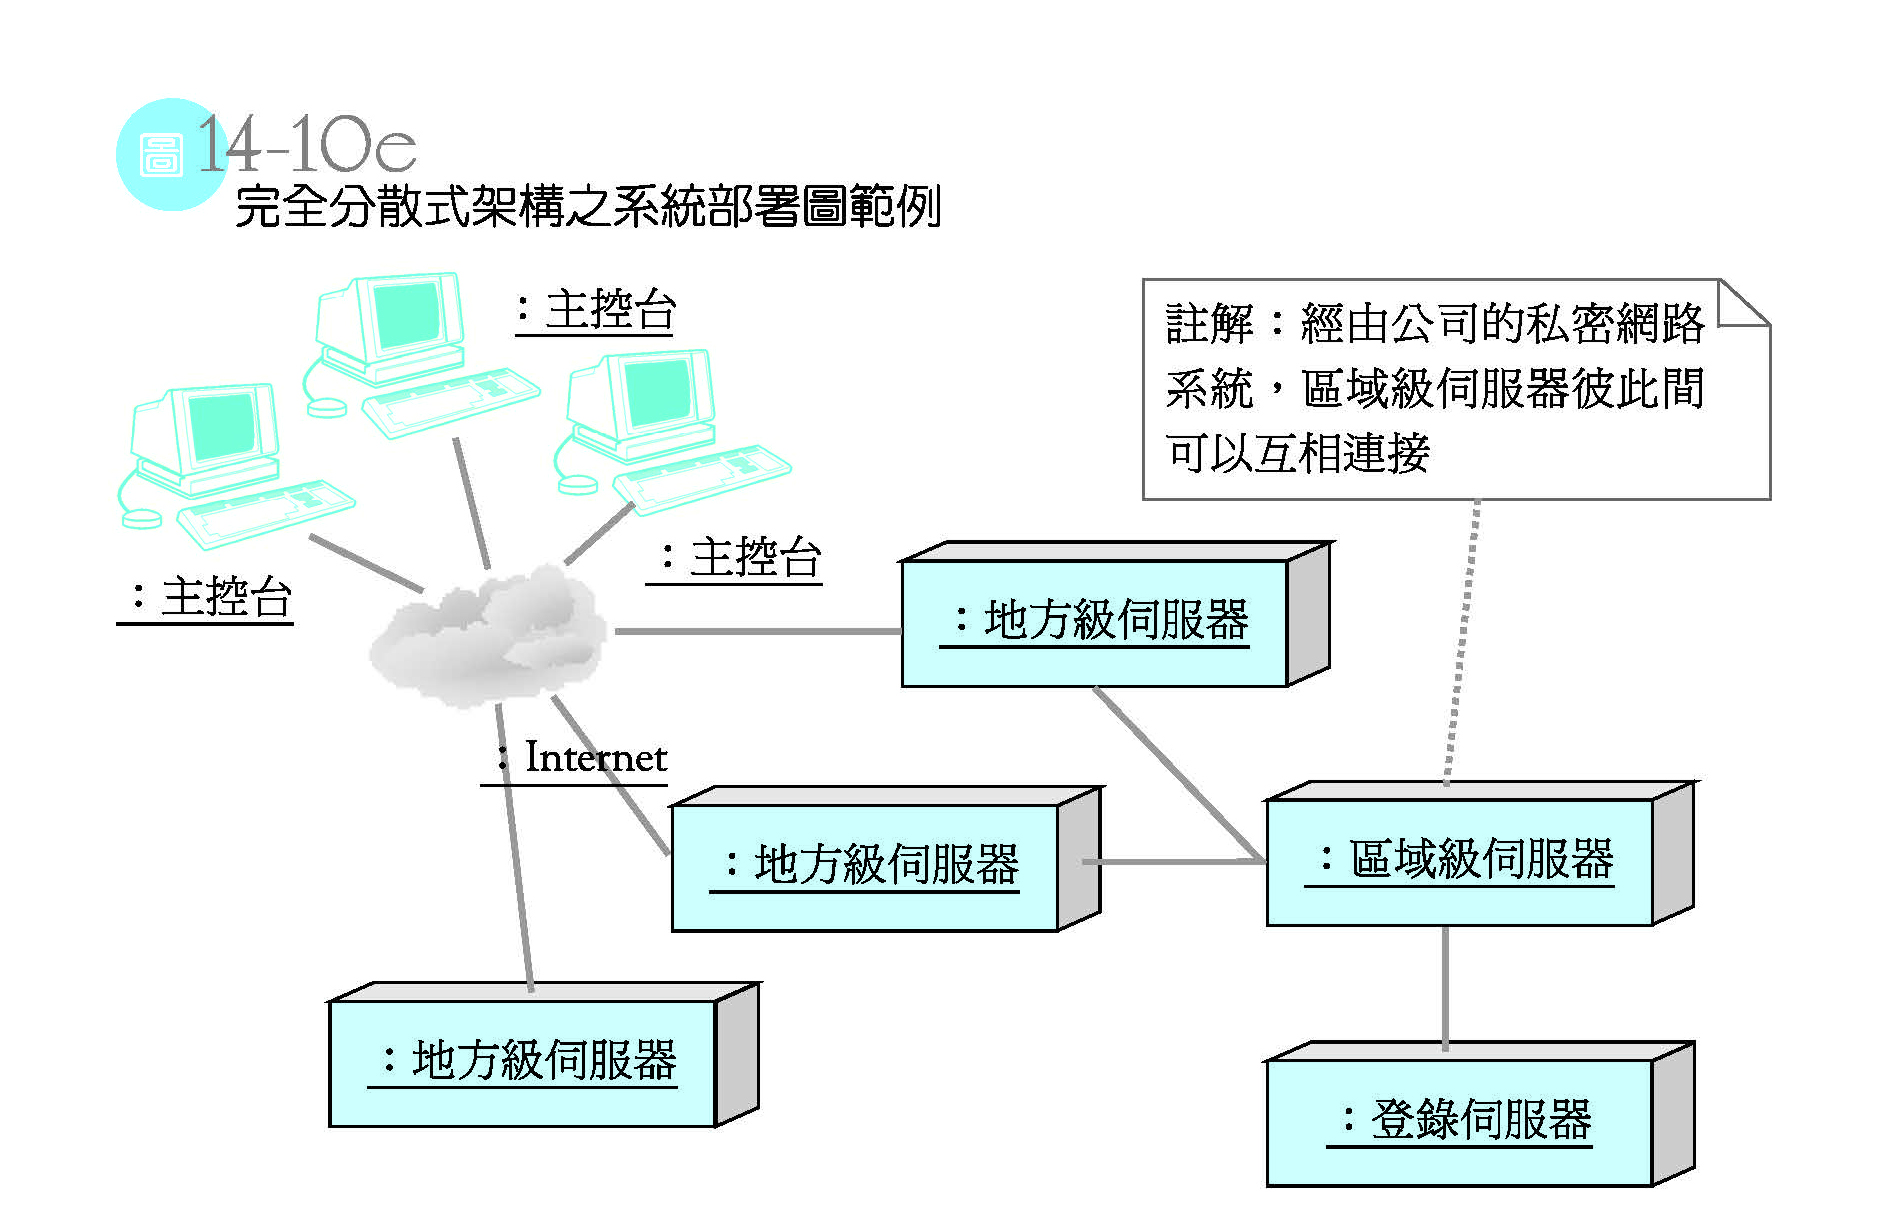 圖 14-10e
完全分散式架構之系統部署圖範例
：主控台
註解：經由公司的私密網路
系統，區域級伺服器彼此間
可以互相連接
：主控台
：主控台
：地方級伺服器
：Internet
：地方級伺服器
：區域級伺服器
：地方級伺服器
：登錄伺服器